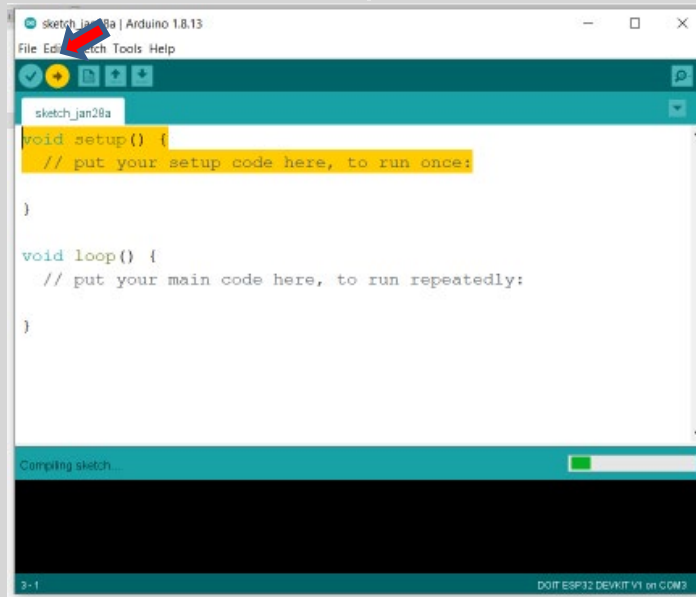 sketch_jan28a | Arduino 1.8.13
File Edit Sketch Tools Help
sketch_jan28a
void setup() {
// put your setup code here, to run once:
}
void loop() {
// put your main code here, to run repeatedly:
}
Compiling sketch...
3 - 1
DOIT ESP32 DEVKIT V1 on COM3